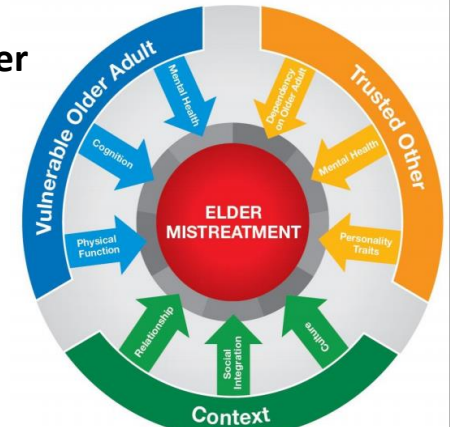 er
Vulnerable Older Adult
Mental Health
Cognition
Physical
Function
Trusted Other
Dependency
on Older Adult
Mental Health
Personality
Traits
ELDER
MISTREATMENT
Relationship
Social
Integration
Culture
Context